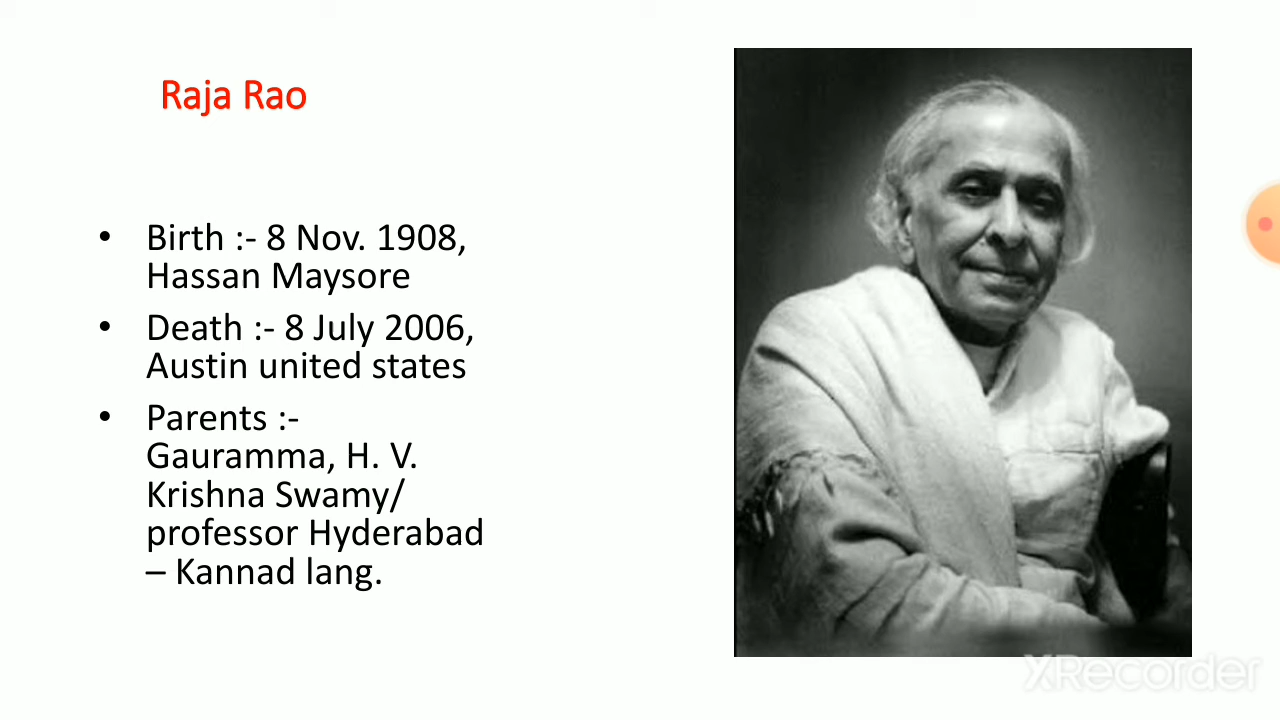 Raja Rao
• Birth :- 8 Nov. 1908,
Hassan Maysore
• Death :- 8 July 2006,
Austin united states
• Parents :-
Gauramma, H. V.
Krishna Swamy/
professor Hyderabad
– Kannad lang.
XRecorder